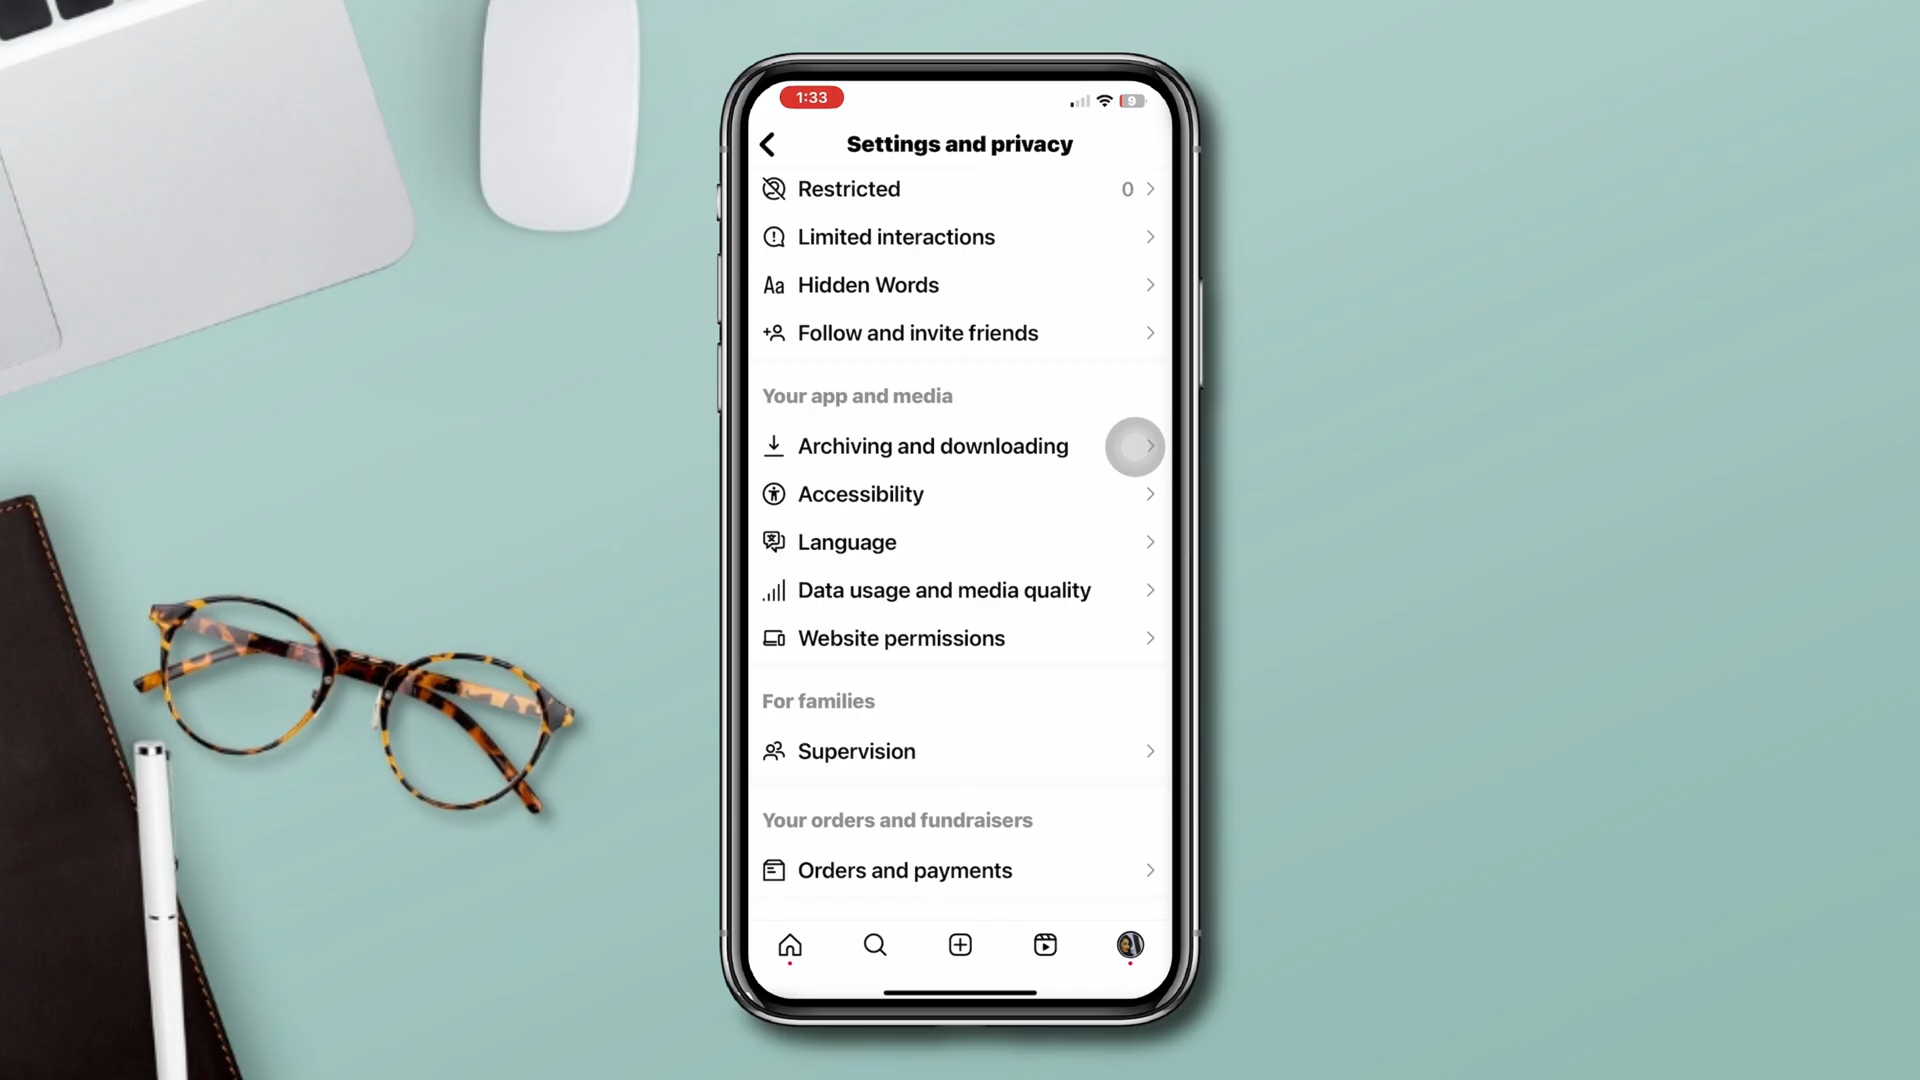 1:33
9
Settings and privacy
Restricted 0
Limited interactions
Aa Hidden Words
Follow and invite friends
Your app and media
Archiving and downloading
Accessibility
Language
Data usage and media quality
Website permissions
For families
Supervision
Your orders and fundraisers
Orders and payments